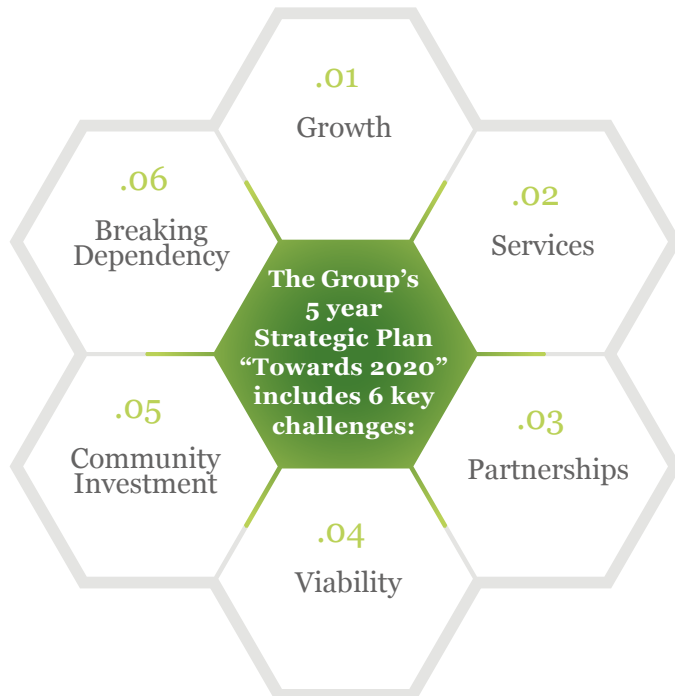 The Group’s
5 year
Strategic Plan
“Towards 2020”
includes 6 key
challenges:
.01
Growth
.02
Services
.03
Partnerships
.04
Viability
.05
Community
Investment
.06
Breaking
Dependency